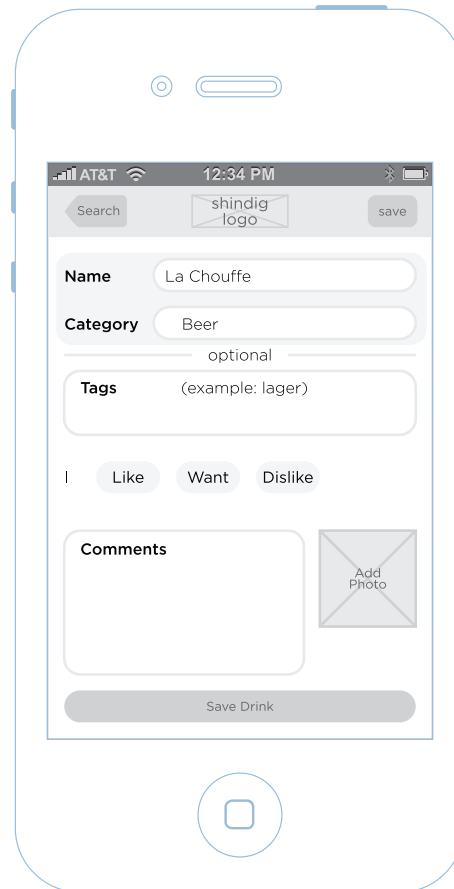 AT&T 12:34 PM
Search shindig logo save
Name La Chouffe
Category Beer
optional
Tags (example: lager)
I Like Want Dislike
Comments
Add
Photo
Save Drink